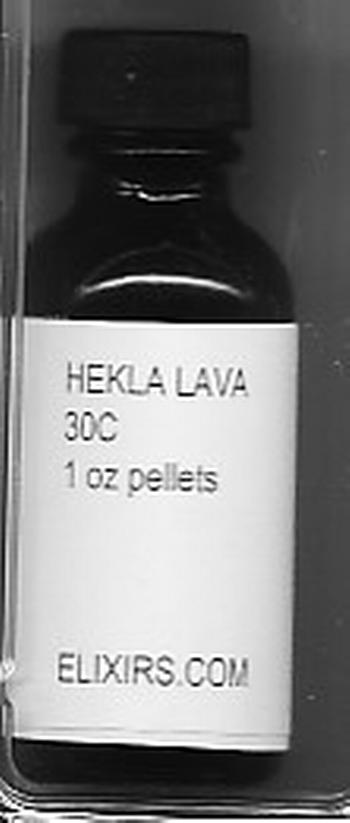 HEKLA LAVA
30C
1 oz pellets
ELIXIRS.COM